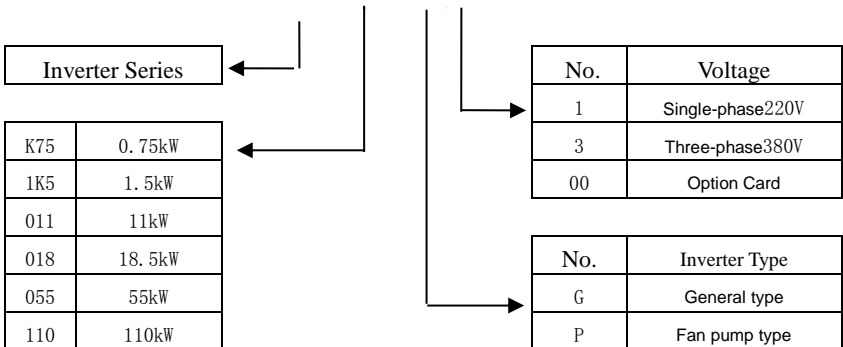 Inverter Series
K75 0.75kW
1K5 1.5kW
011 11kW
018 18.5kW
055 55kW
110 110kW
No. Voltage
1 Single-phase220V
3 Three-phase380V
00 Option Card
No. Inverter Type
G General type
P Fan pump type